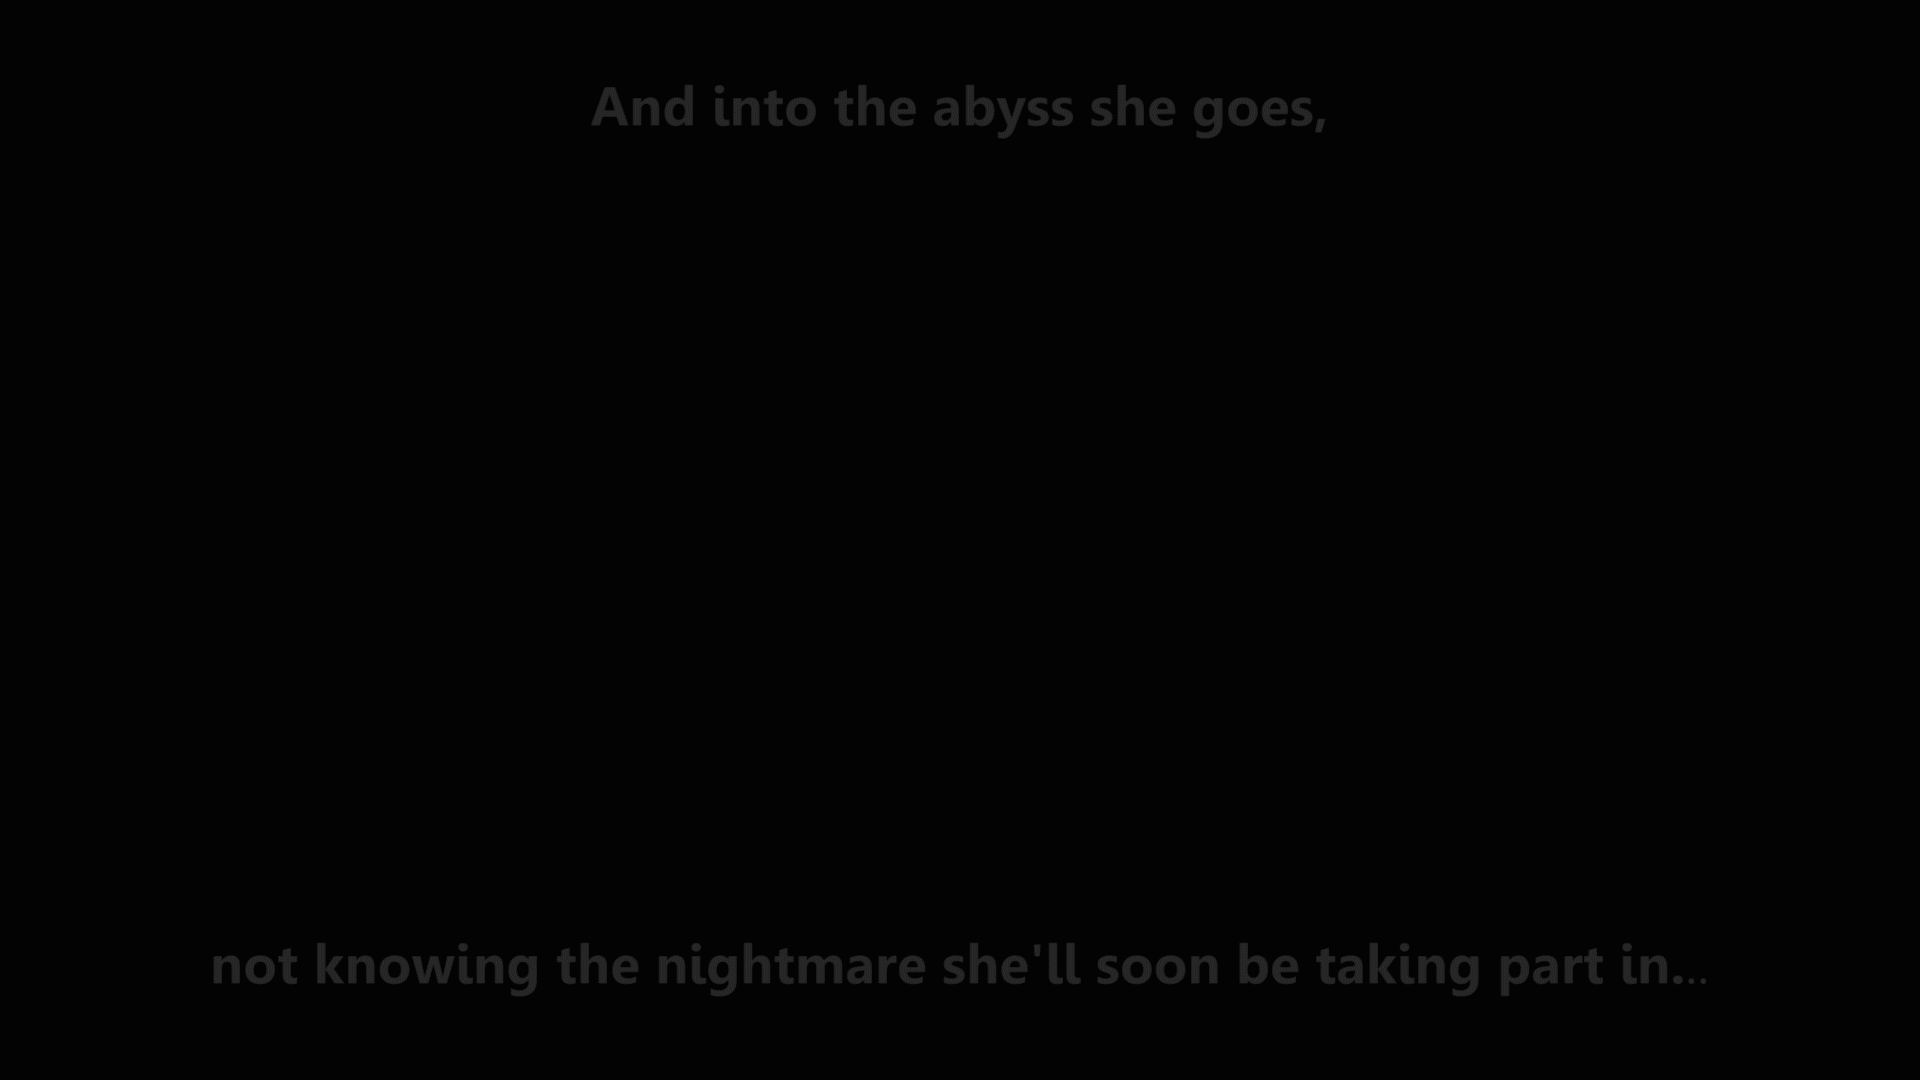 And into the abyss she goes,
not knowing the nightmare she'll soon be taking part in...